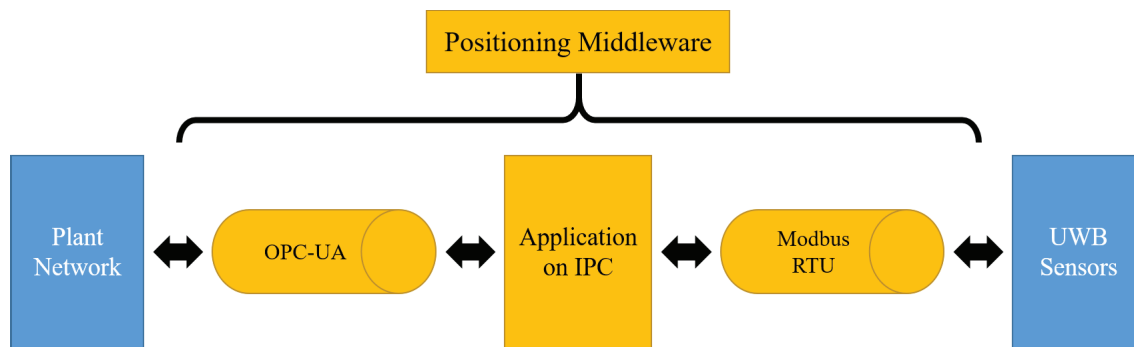 Positioning Middleware
Plant
Network
OPC-UA
Application
on IPC
Modbus
RTU
UWB
Sensors